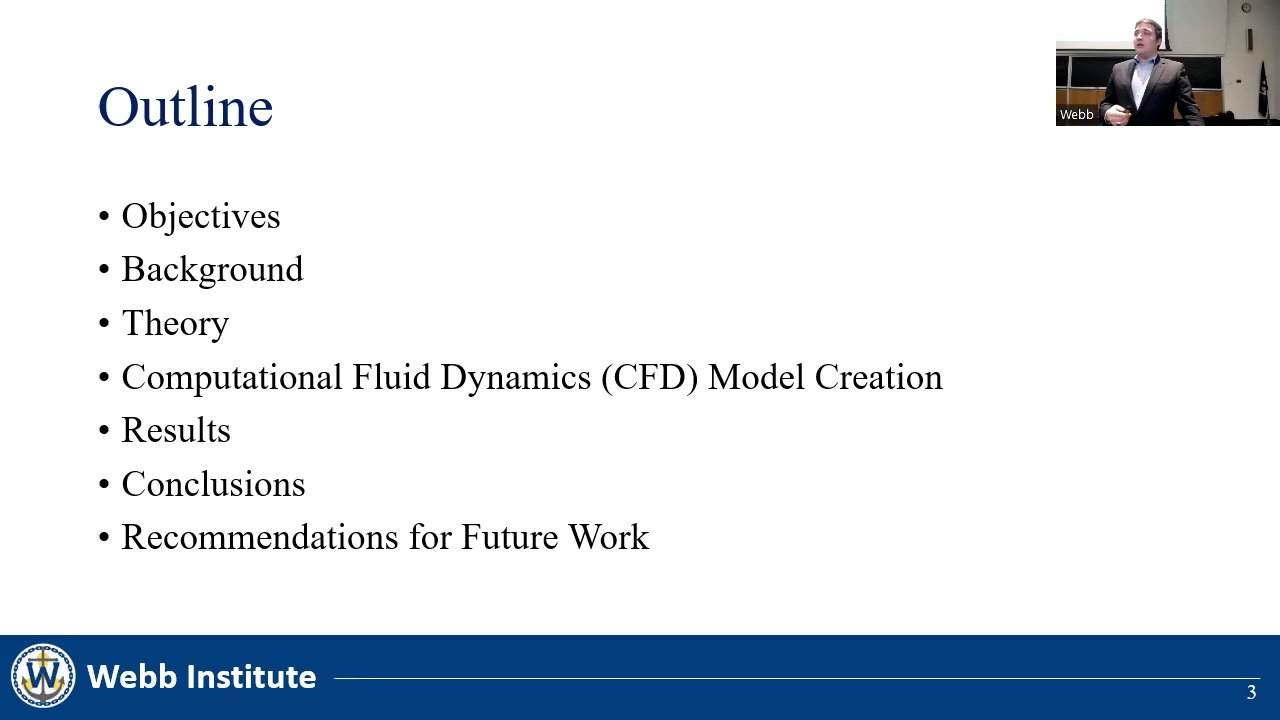 Outline
Webb
• Objectives
• Background
• Theory
• Computational Fluid Dynamics (CFD) Model Creation
• Results
• Conclusions
• Recommendations for Future Work
W
Webb Institute
3